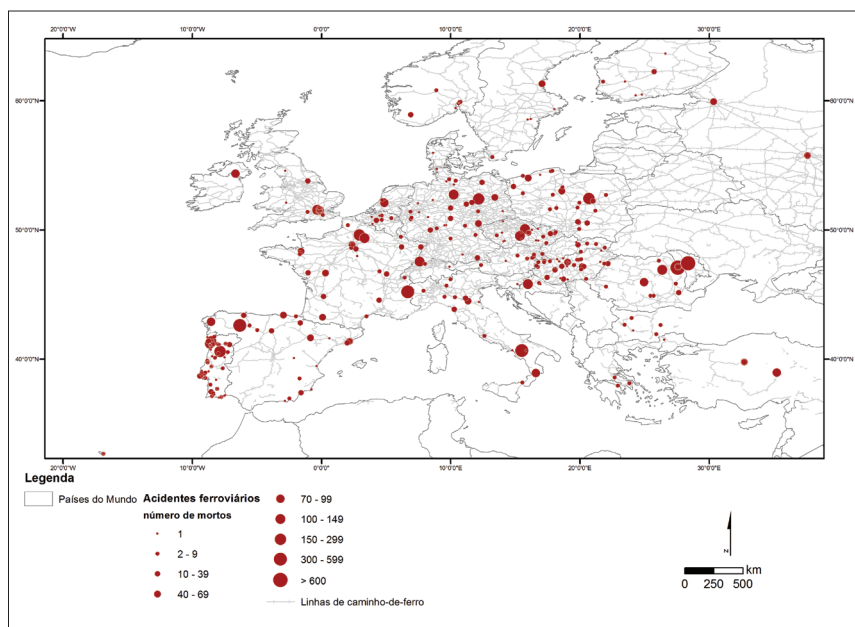 20°0'0"W 10°0'0"W 0°0'0" 10°0'0"E 20°0'0"E 30°0'0"E
60°0'0"N 60°0'0"N
50°0'0"N 50°0'0"N
40°0'0"N 40°0'0"N
20°0'0"W 10°0'0"W 0°0'0" 10°0'0"E 20°0'0"E 30°0'0"E
Legenda
Países do Mundo
Acidentes ferroviários
número de mortos
1
2 - 9
10 - 39
40 - 69
70 - 99
100 - 149
150 - 299
300 - 599
> 600
Linhas de caminho-de-ferro
N
km
0 250 500